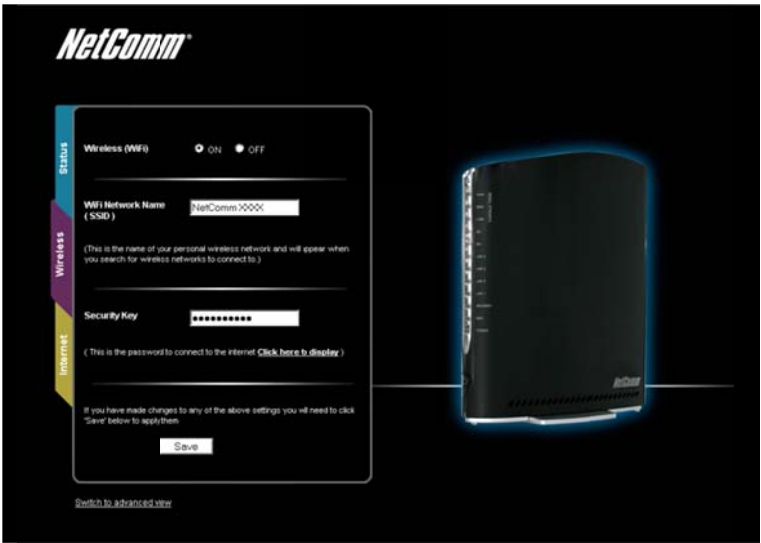 NetComm
Status
Wireless
Internet
Wireless (WiFi) ON OFF
WiFi Network Name
( SSID )
NetComm XXXX
(This is the name of your personal wireless network and will appear when
you search for wireless networks to connect to.)
Security Key
( This is the password to connect to the internet Click here to display )
If you have made changes to any of the above settings you will need to click
'Save' below to apply them
Save
Switch to advanced view
NetComm